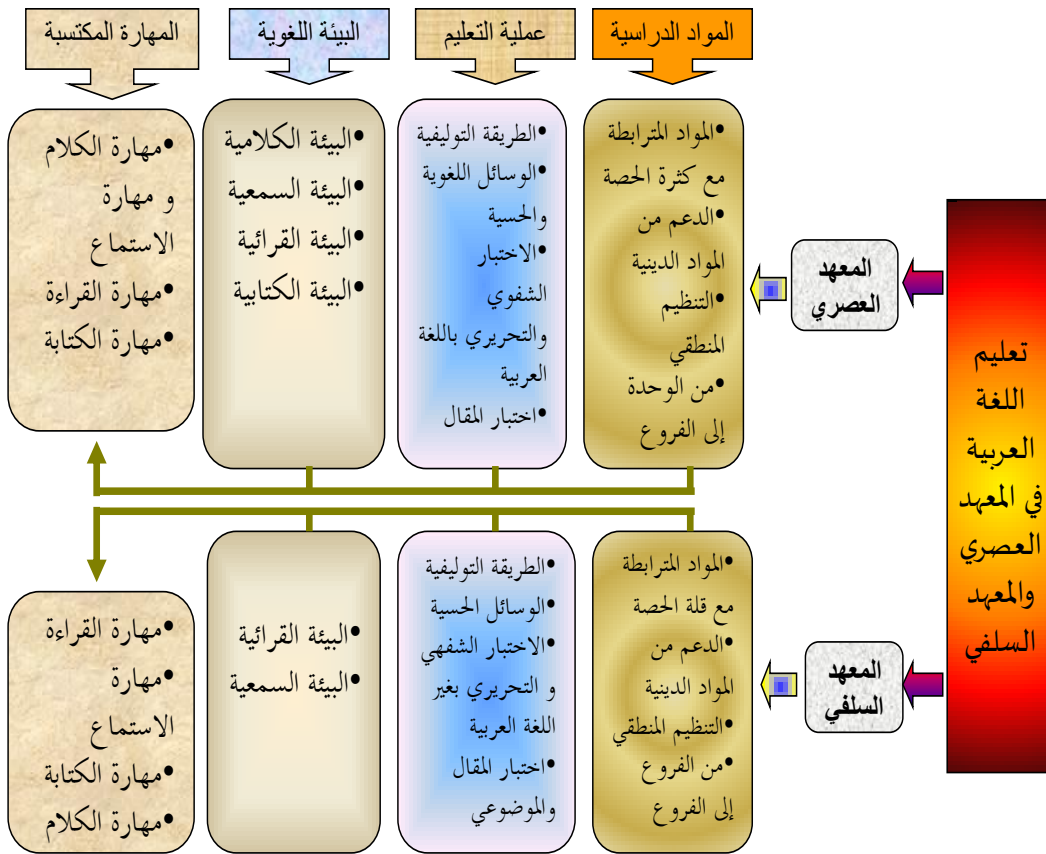 المواد الدراسية
عملية التعليم
البيئة اللغوية
المهارة المكتسبة
تعليم
اللغة
العربية
في المعهد
العصري
والمعهد
السلفي
المعهد
العصري
•المواد المترابطة
مع كثرة الحصة
•الدعم من
المواد الدينية
•التنظيم
المنطقي
•من الوحدة
إلى الفروع
•الطريقة التوليفية
•الوسائل اللغوية
والحسية
•الاختبار
الشفوي
والتحريري باللغة
العربية
•اختبار المقال
•البيئة الكلامية
•البيئة السمعية
•البيئة القرائية
•البيئة الكتابية
•مهارة الكلام
و مهارة
الاستماع
•مهارة القراءة
•مهارة الكتابة
المعهد
السلفي
•المواد المترابطة
مع قلة الحصة
•الدعم من
المواد الدينية
•التنظيم المنطقي
•من الفروع
إلى الفروع
•الطريقة التوليفية
•الوسائل الحسية
•الاختبار الشفهي
و التحريري بغير
اللغة العربية
•اختبار المقال
والموضوعي
•البيئة القرائية
•البيئة السمعية
•مهارة القراءة
•مهارة
الاستماع
•مهارة الكتابة
•مهارة الكلام